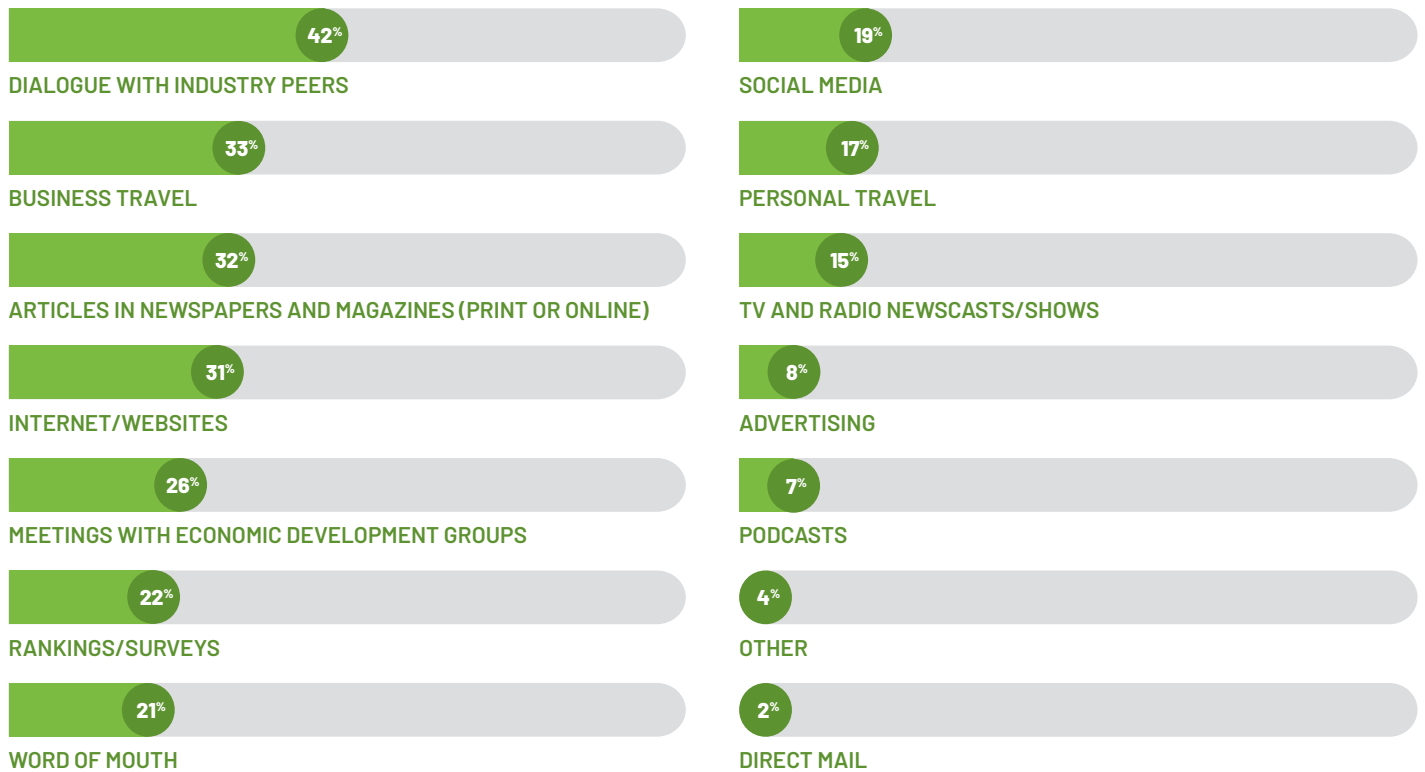 42%
DIALOGUE WITH INDUSTRY PEERS
33%
BUSINESS TRAVEL
32%
ARTICLES IN NEWSPAPERS AND MAGAZINES (PRINT OR ONLINE)
31%
INTERNET/WEBSITES
26%
MEETINGS WITH ECONOMIC DEVELOPMENT GROUPS
22%
RANKINGS/SURVEYS
21%
WORD OF MOUTH
19%
SOCIAL MEDIA
17%
PERSONAL TRAVEL
15%
TV AND RADIO NEWSCASTS/SHOWS
8%
ADVERTISING
7%
PODCASTS
4%
OTHER
2%
DIRECT MAIL